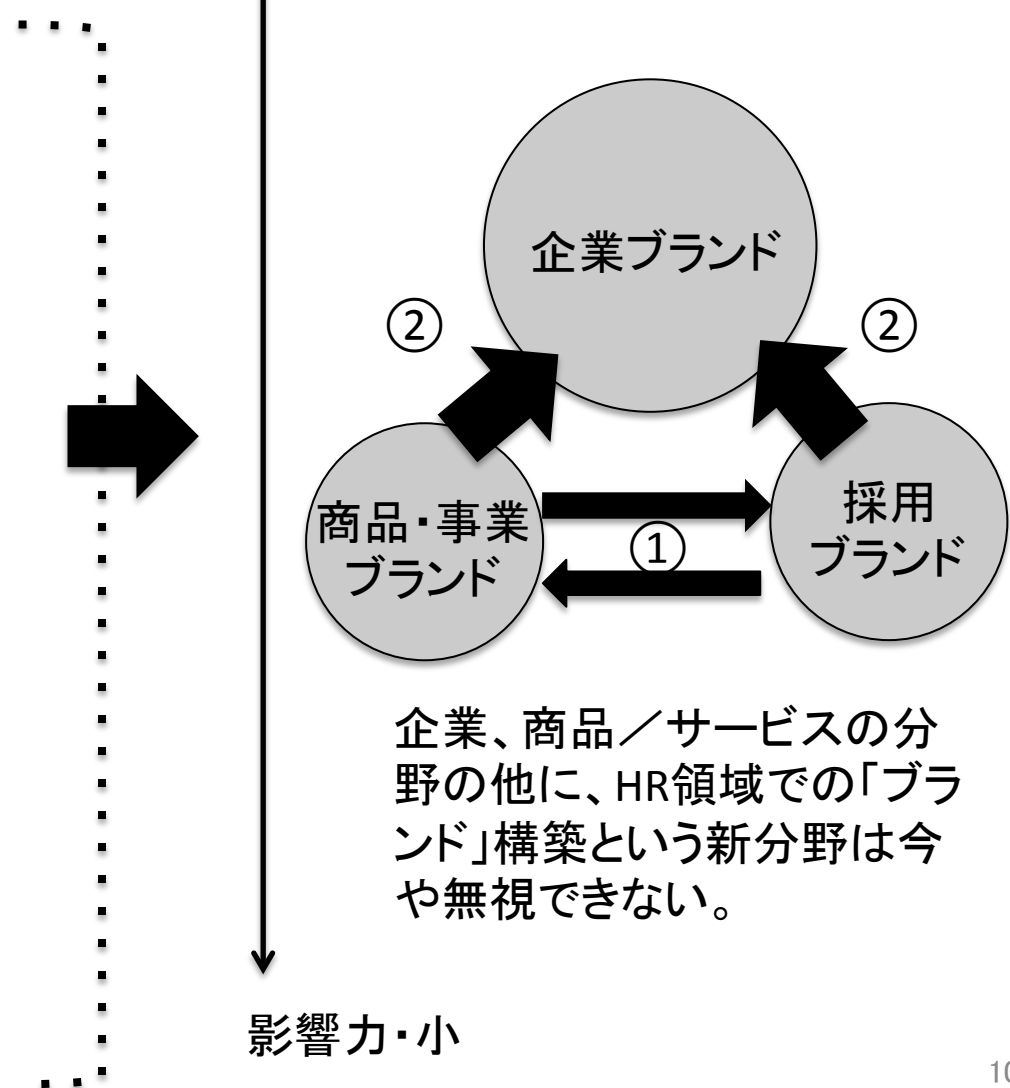 企業ブランド
②
②
商品・事業
ブランド
①
採用
ブランド
企業、商品／サービスの分
野の他に、HR領域での「ブラ
ンド」構築という新分野は今
や無視できない。
影響力・小